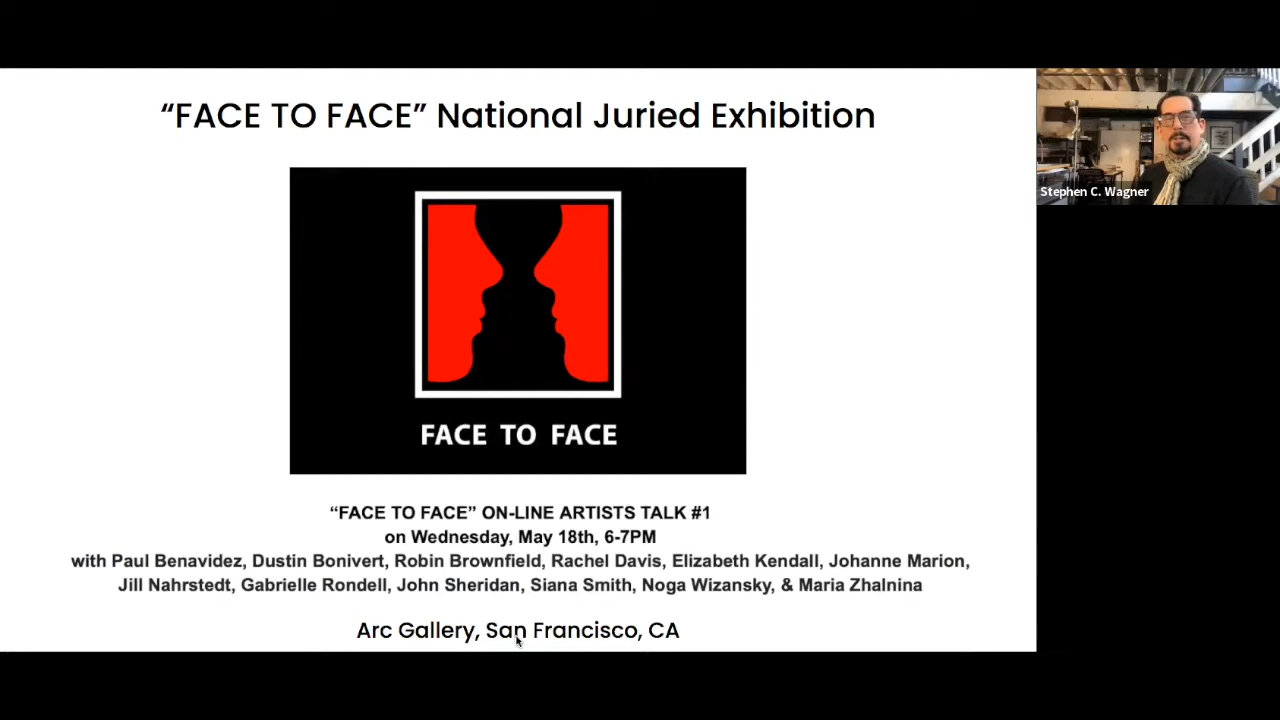 “FACE TO FACE” National Juried Exhibition
Stephen C. Wagner
FACE TO FACE
“FACE TO FACE” ON-LINE ARTISTS TALK #1
on Wednesday, May 18th, 6-7PM
with Paul Benavidez, Dustin Bonivert, Robin Brownfield, Rachel Davis, Elizabeth Kendall, Johanne Marion,
Jill Nahrstedt, Gabrielle Rondell, John Sheridan, Siana Smith, Noga Wizansky, & Maria Zhalnina
Arc Gallery, San Francisco, CA